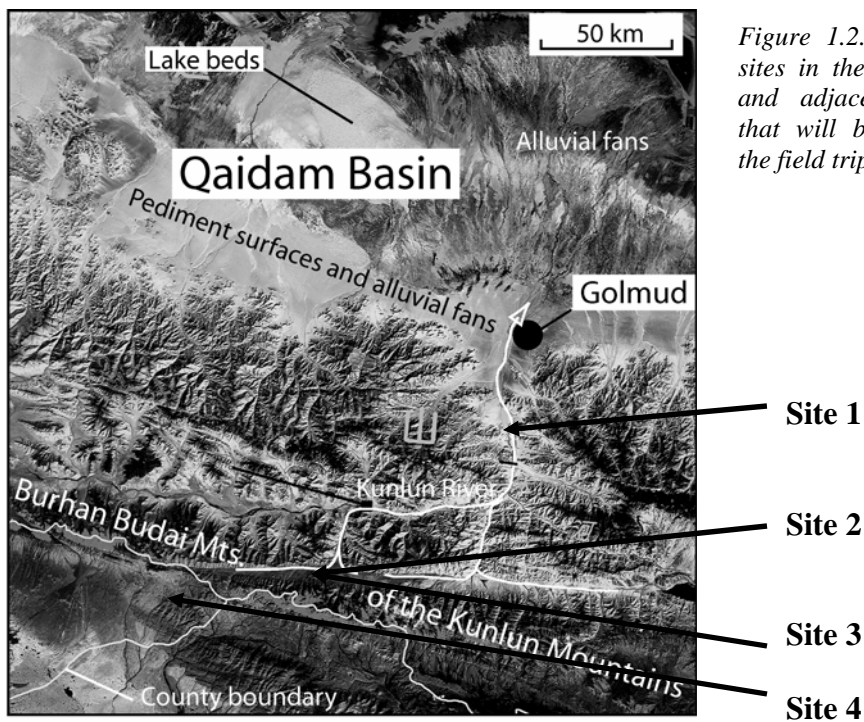 50 km
Lake beds
Alluvial fans
Qaidam Basin
Pediment surfaces and alluvial fans
Golmud
Kunlun River
Burhan Budai Mts.
of the Kunlun Mountains
County boundary
Site 1
Site 2
Site 3
Site 4
Figure 1.2.
sites in the
and adjac
that will b
the field trip